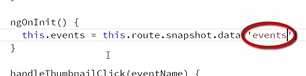 ngOnInit() {
this.events = this.route.snapshot.data['events'
}
handleThumbnailClick(eventName) {